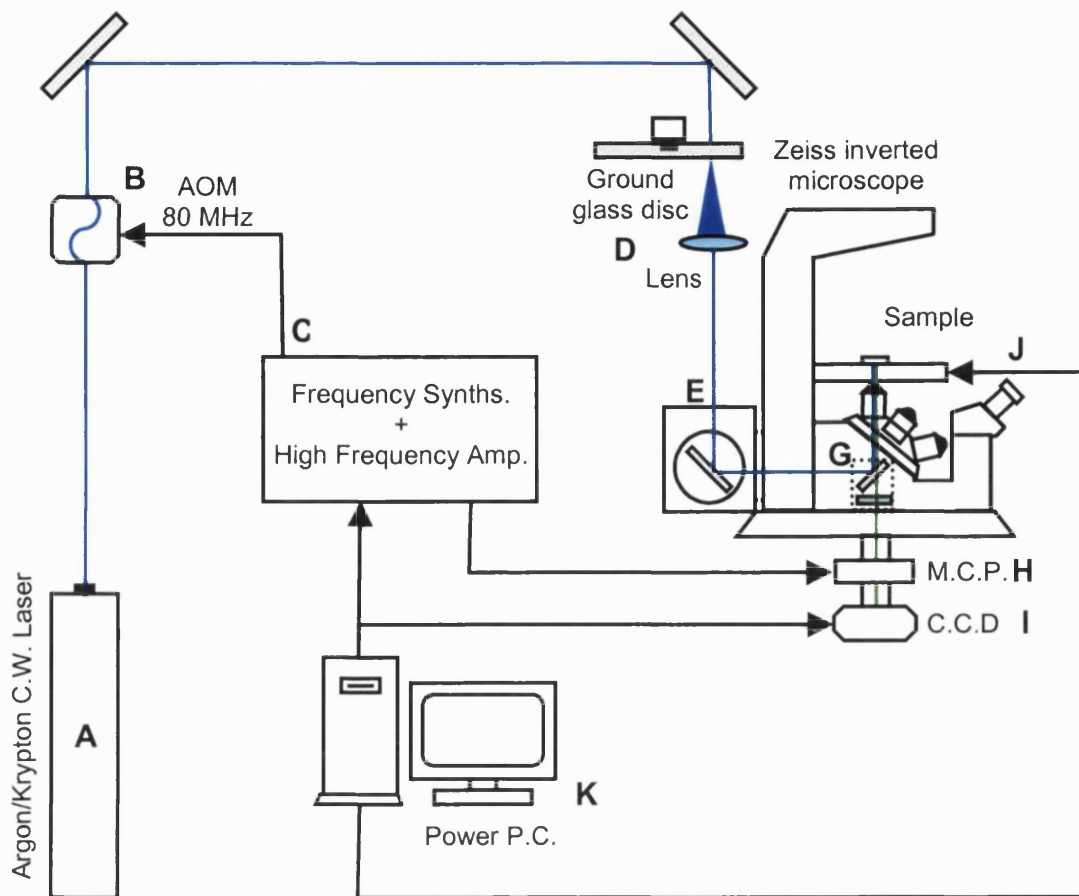 B
AOM
80 MHz
Ground
glass disc
Zeiss inverted
microscope
D
Lens
C
Sample
J
Frequency Synths.
+
High Frequency Amp.
E
G
M.C.P. H
C.C.D I
Argon/Krypton C.W. Laser
A
K
Power P.C.